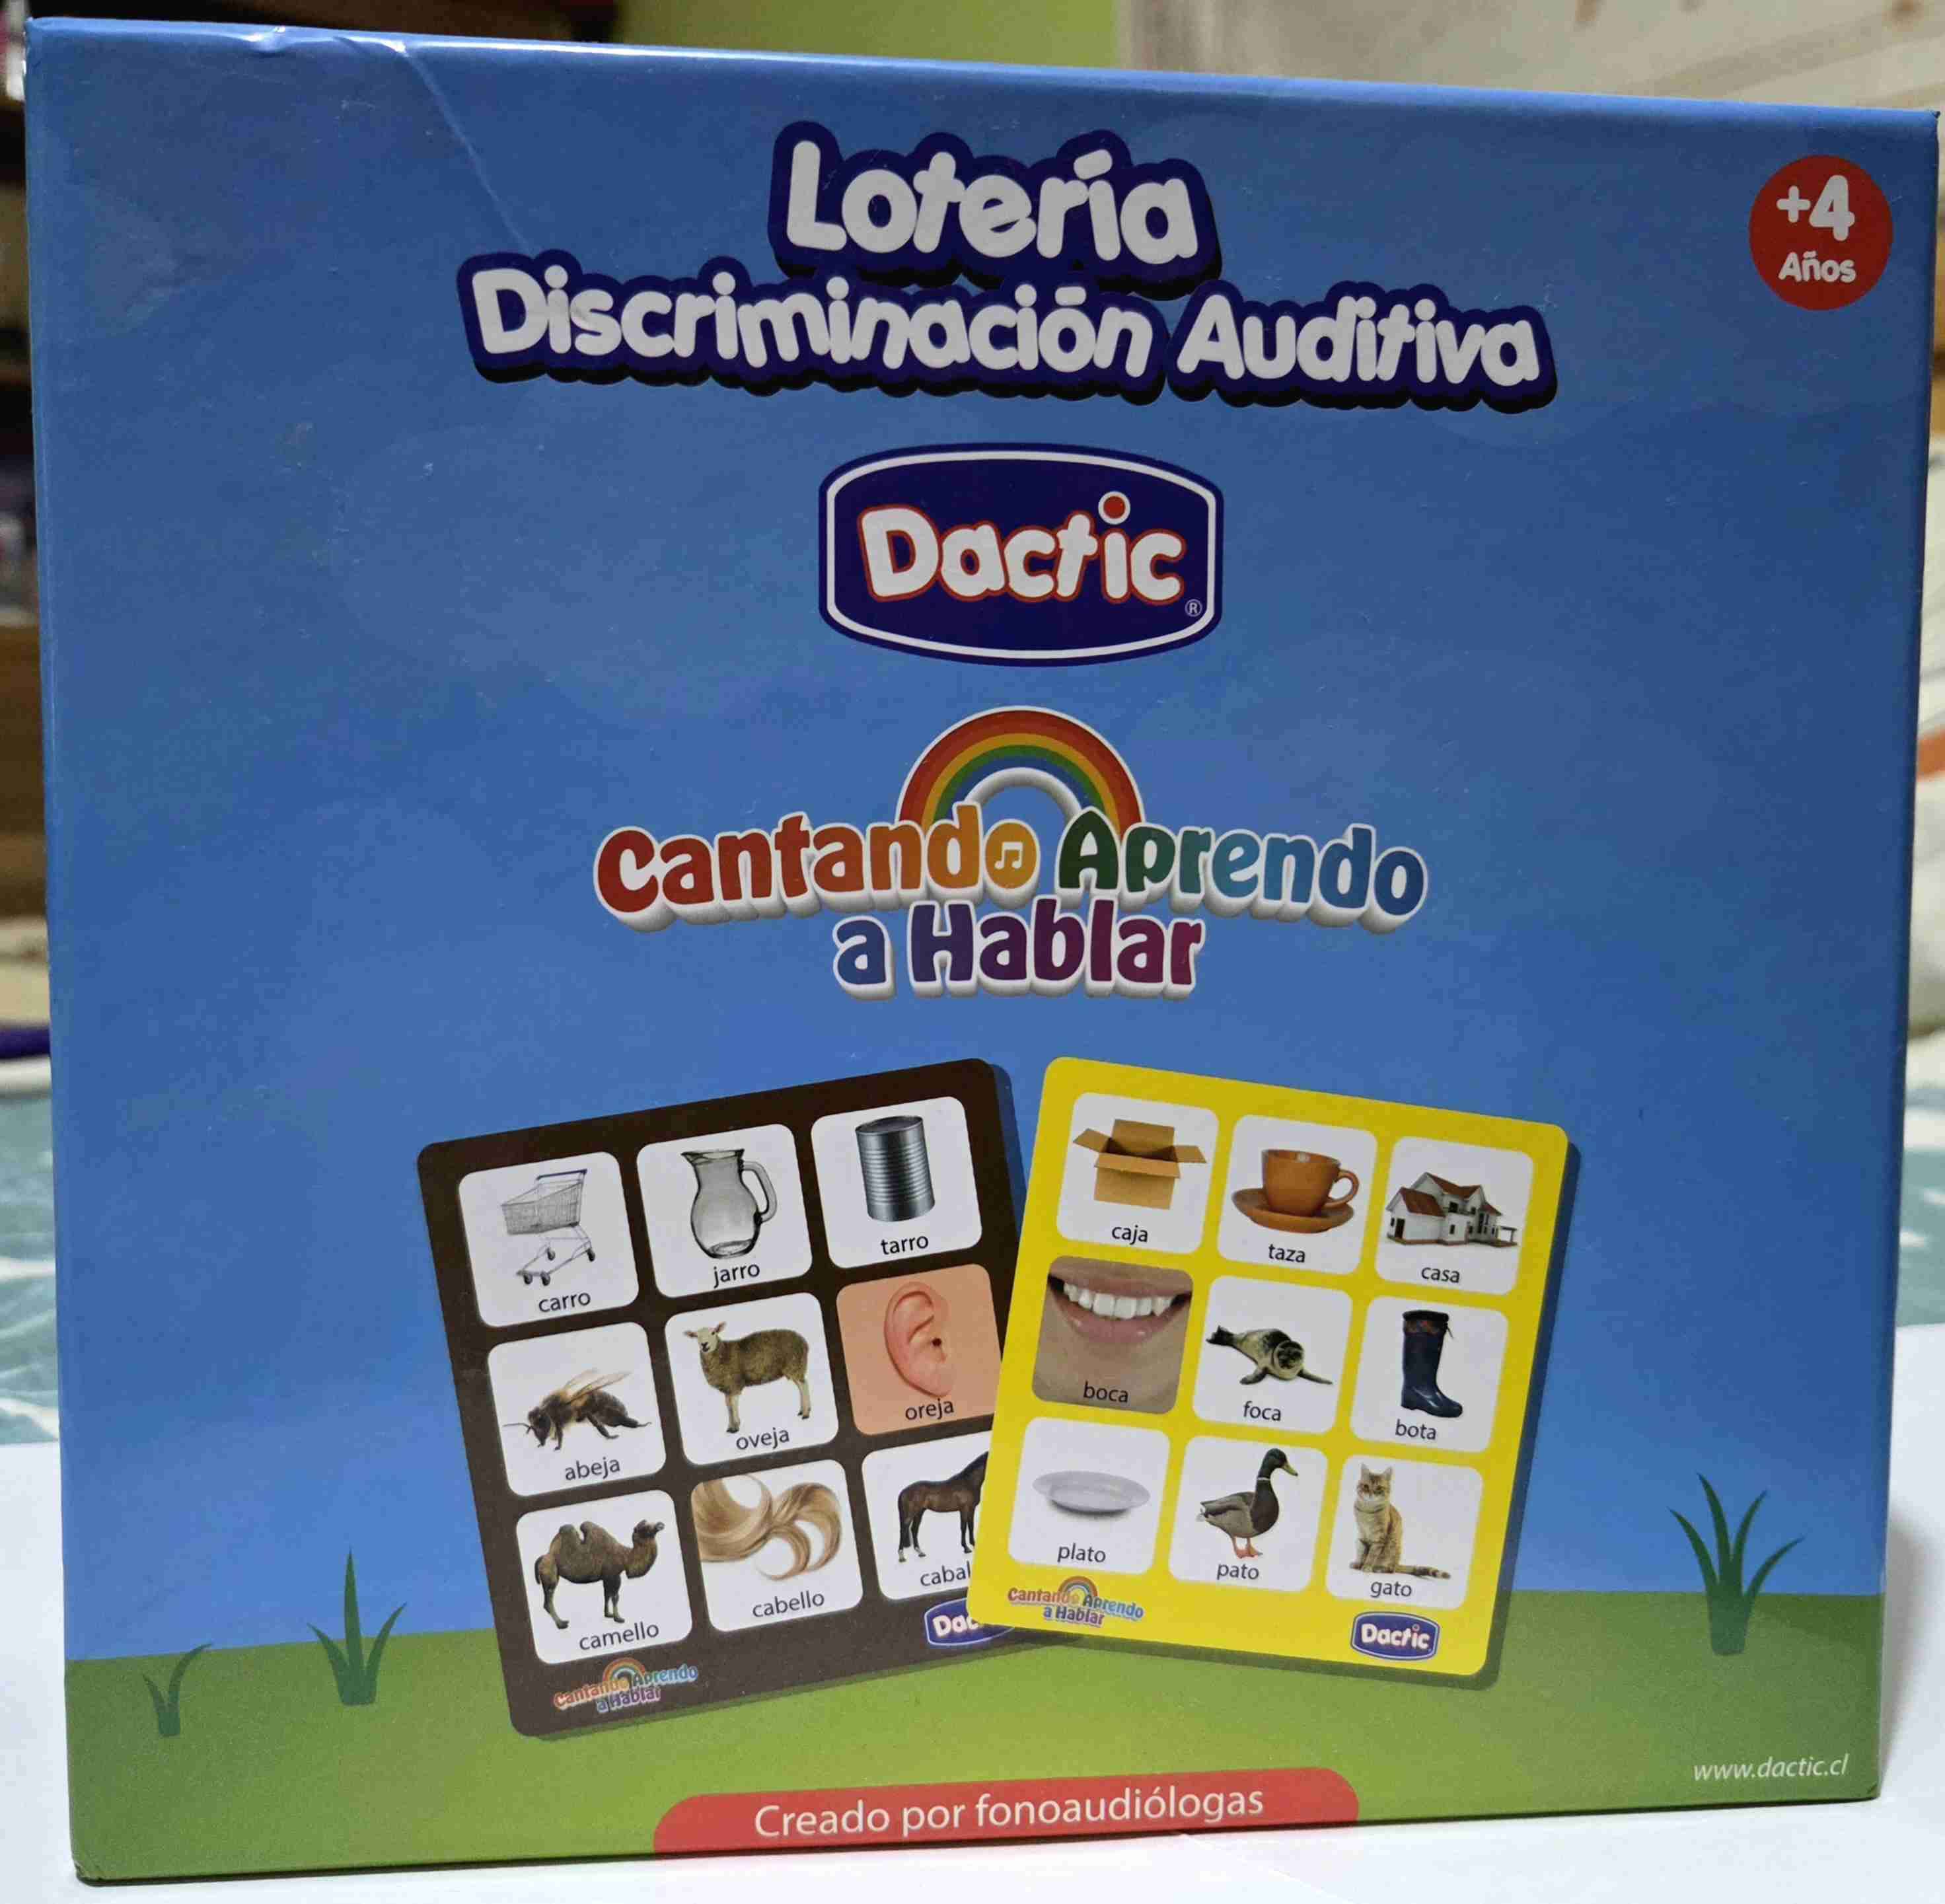 Lotería
Discriminación Auditiva
+4
Años
Dactic®
Cantando Aprendo
a Hablar
carro
jarro
tarro
abeja
oveja
oreja
camello
cabello
cabal
Cantando Aprendo
a Hablar
Dac
caja
taza
casa
boca
foca
bota
plato
pato
gato
Cantando Aprendo
a Hablar
Dactic
www.dactic.cl
Creado por fonoaudiólogas